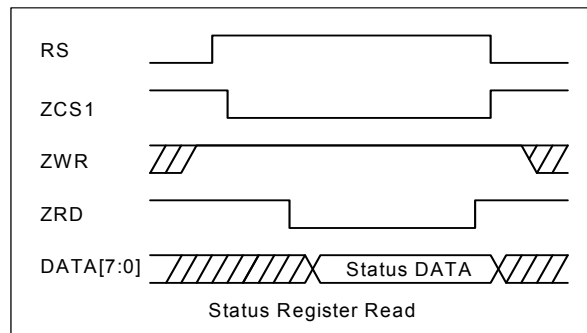 RS
ZCS1
ZWR
ZRD
DATA[7:0]
Status DATA
Status Register Read